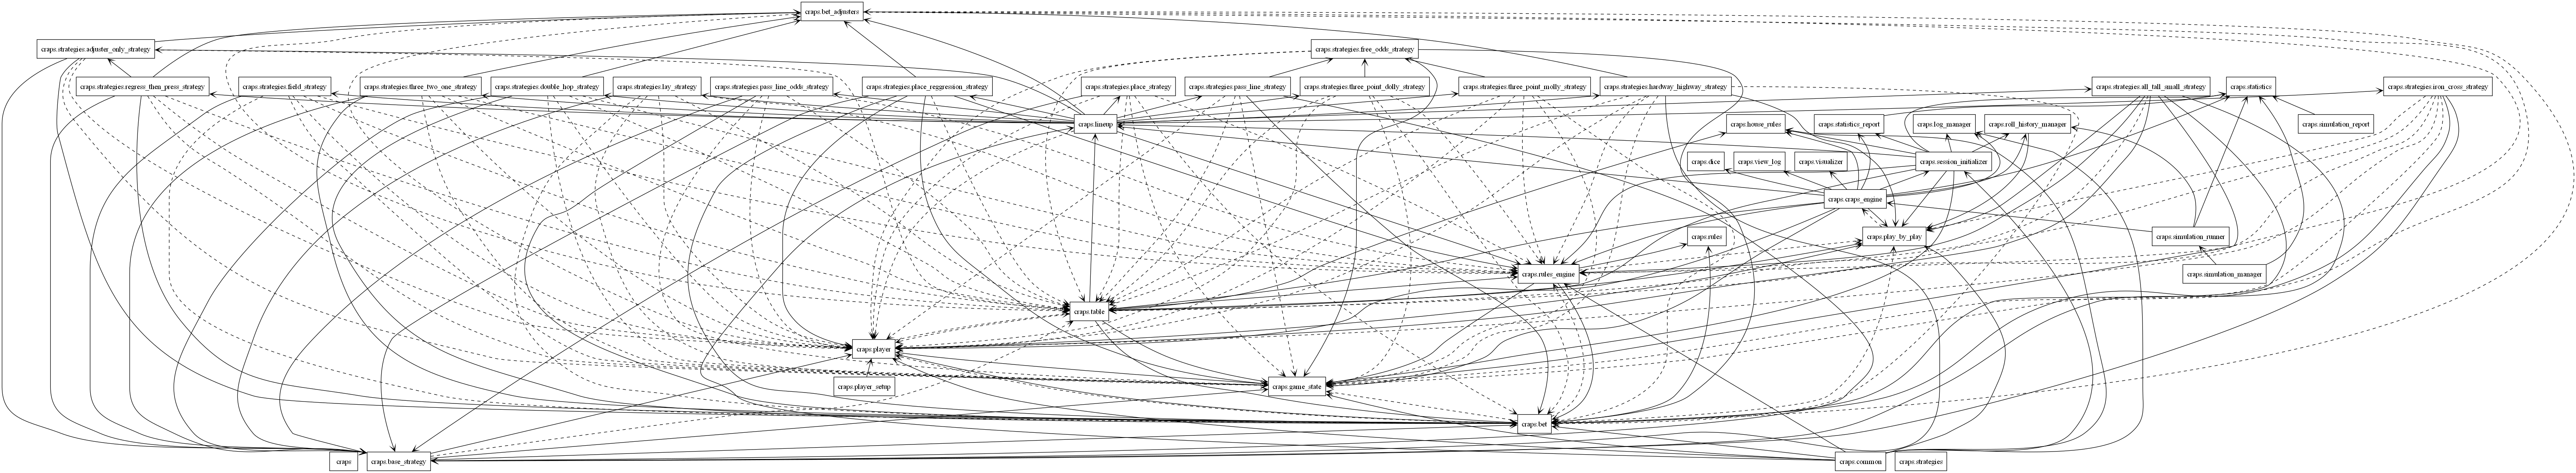 craps.bet_adjusters
craps.strategies.adjuster_only_strategy
craps.strategies.free_odds_strategy
craps.strategies.regress_then_press_strategy
craps.strategies.field_strategy
craps.strategies.three_two_one_strategy
craps.strategies.double_hop_strategy
craps.strategies.lay_strategy
craps.strategies.pass_line_odds_strategy
craps.strategies.place_reggression_strategy
craps.strategies.place_strategy
craps.strategies.pass_line_strategy
craps.strategies.three_point_dolly_strategy
craps.strategies.three_point_molly_strategy
craps.strategies.hardway_highway_strategy
craps.strategies.all_tall_small_strategy
craps.statistics
craps.strategies.iron_cross_strategy
craps.lineup
craps.house_rules
craps.statistics_report
craps.log_manager
craps.roll_history_manager
craps.simulation_report
craps.dice
craps.view_log
craps.visualizer
craps.session_initializer
craps.craps_engine
craps.rules
craps.play_by_play
craps.simulation_runner
craps.rules_engine
craps.simulation_manager
craps.table
craps.player
craps.player_setup
craps.game_state
craps.bet
craps
craps.base_strategy
craps.common
craps.strategies